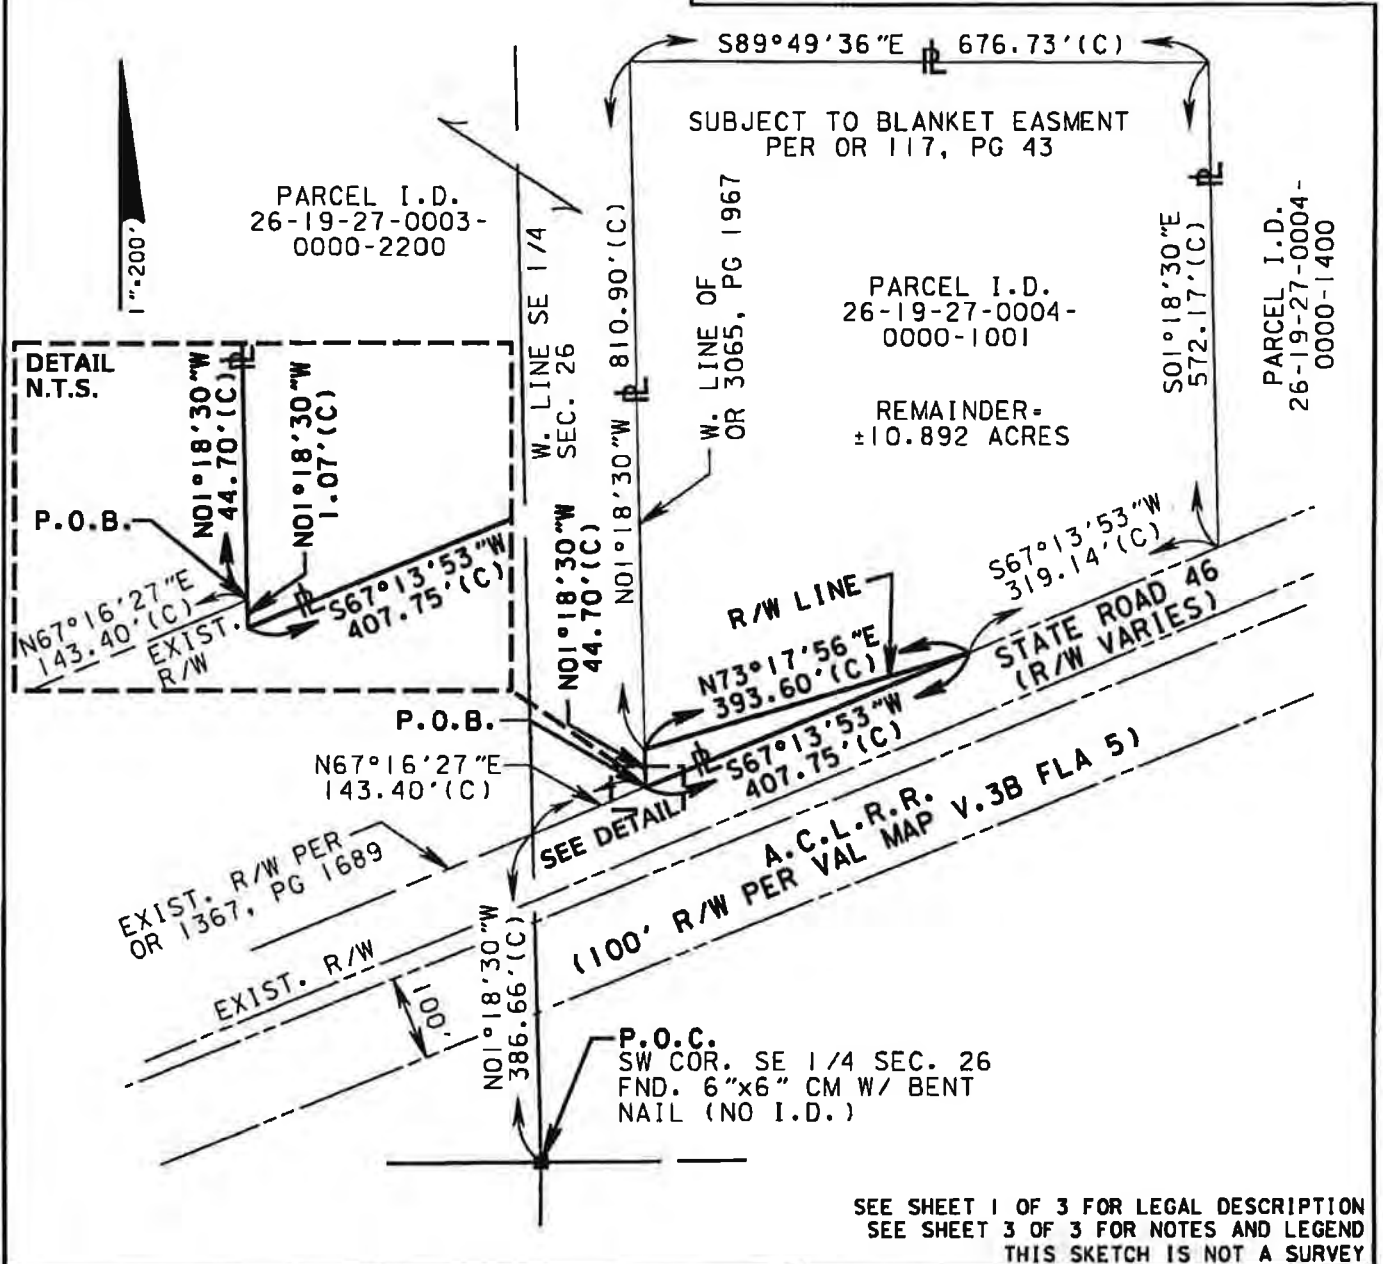 S89°49'36"E 676.73'(C)
SUBJECT TO BLANKET EASMENT
PER OR 117, PG 43
1"=200'
PARCEL I.D.
26-19-27-0003-
0000-2200
W. LINE SE 1/4
SEC. 26
N01°18'30"W 810.90'(C)
W. LINE OF
OR 3065, PG 1967
PARCEL I.D.
26-19-27-0004-
0000-1001
REMAINDER=
±10.892 ACRES
S01°18'30"E
572.17'(C)
PARCEL I.D.
26-19-27-0004-
0000-1400
DETAIL
N.T.S.
N01°18'30"W
44.70'(C)
N01°18'30"W
1.07'(C)
P.O.B.
N67°16'27"E
143.40'(C)
EXIST.
R/W
S67°13'53"W
407.75'(C)
N01°18'30"W
44.70'(C)
R/W LINE
N73°17'56"E
393.60'(C)
S67°13'53"W
319.14'(C)
STATE ROAD 46
(R/W VARIES)
P.O.B.
N67°16'27"E
143.40'(C)
S67°13'53"W
407.75'(C)
SEE DETAIL
A.C.L.R.R.
(100' R/W PER VAL MAP V.3B FLA 5)
EXIST. R/W PER
OR 1367, PG 1689
EXIST. R/W
100'
N01°18'30"W
386.66'(C)
P.O.C.
SW COR. SE 1/4 SEC. 26
FND. 6"x6" CM W/ BENT
NAIL (NO I.D.)
SEE SHEET 1 OF 3 FOR LEGAL DESCRIPTION
SEE SHEET 3 OF 3 FOR NOTES AND LEGEND
THIS SKETCH IS NOT A SURVEY